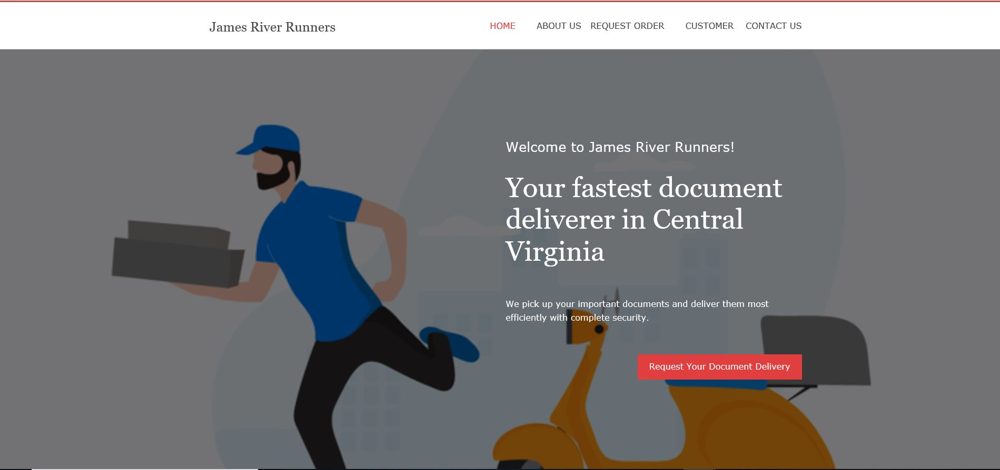 James River Runners
HOME ABOUT US REQUEST ORDER CUSTOMER CONTACT US
Welcome to James River Runners!
Your fastest document
deliverer in Central
Virginia
We pick up your important documents and deliver them most
efficiently with complete security.
Request Your Document Delivery